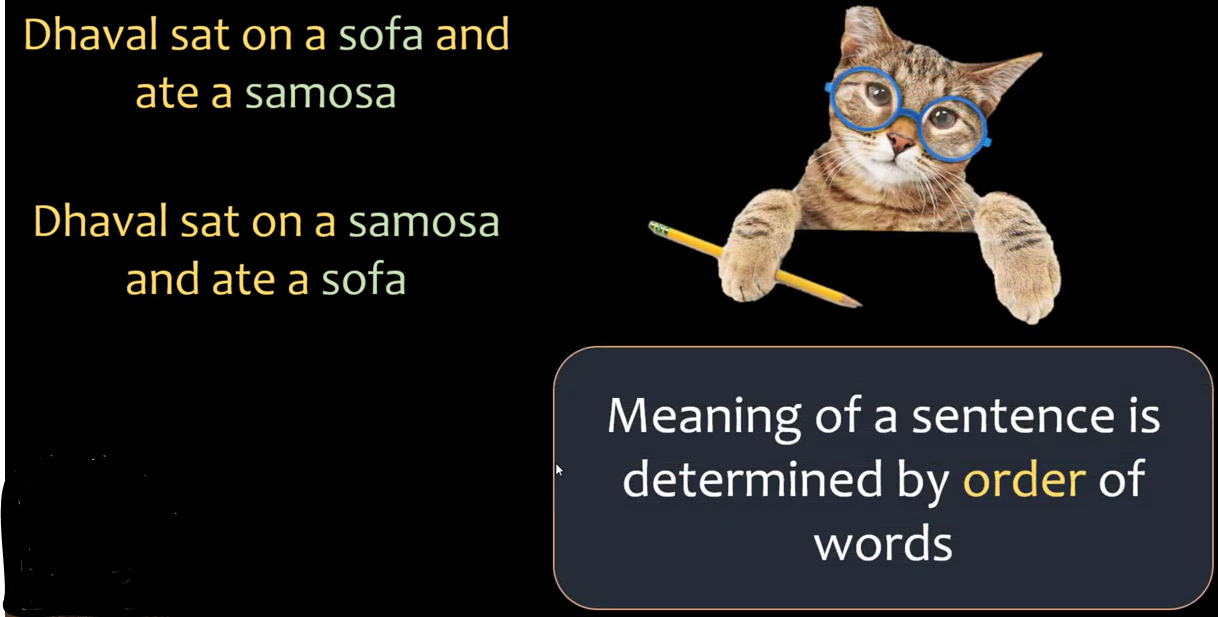 Dhaval sat on a sofa and
ate a samosa
Dhaval sat on a samosa
and ate a sofa
Meaning of a sentence is
determined by order of
words